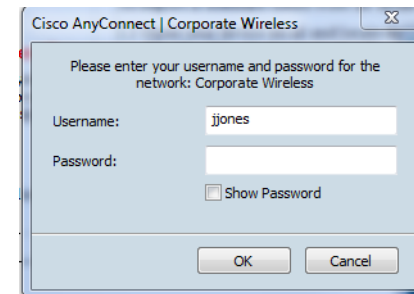 Cisco AnyConnect | Corporate Wireless
Please enter your username and password for the
network: Corporate Wireless
Username: jjones
Password:
Show Password
OK Cancel